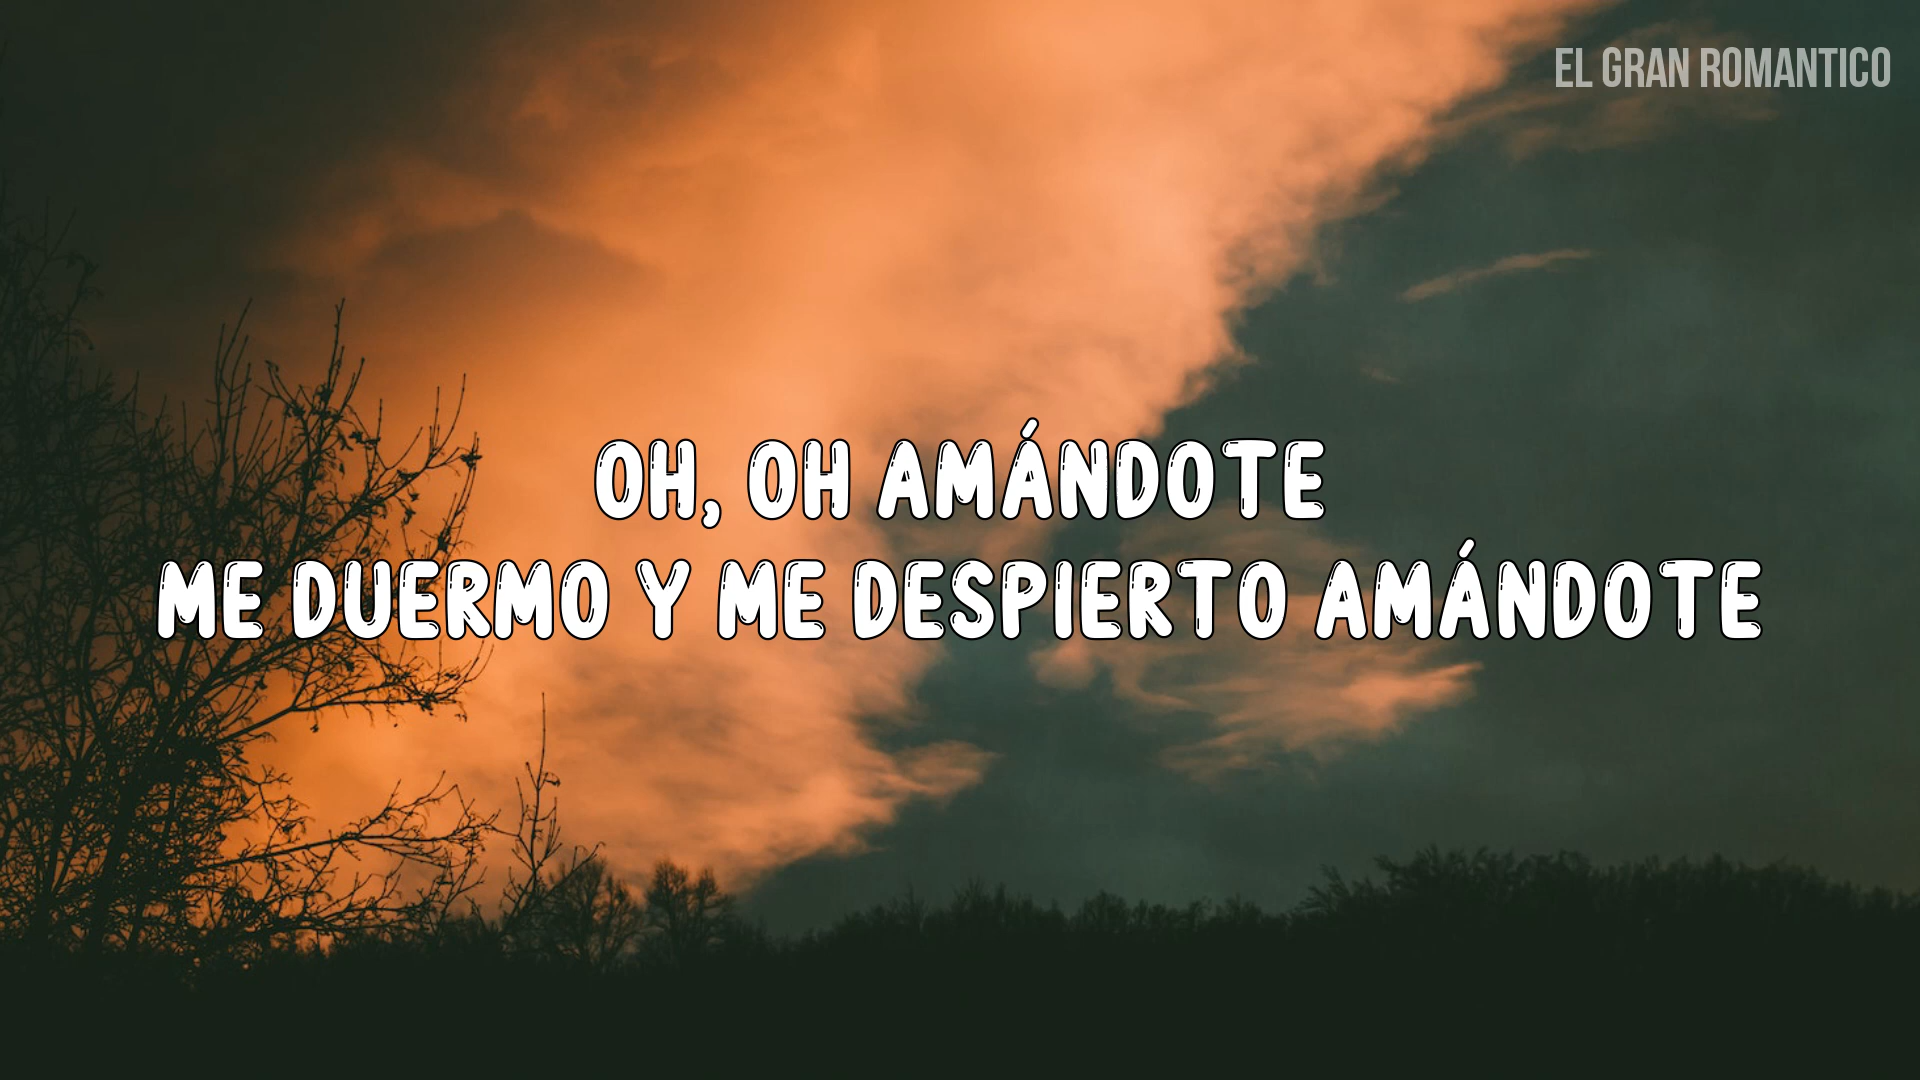 EL GRAN ROMANTICO
OH, OH AMÁNDOTE
ME DUERMO Y ME DESPIERTO AMÁNDOTE